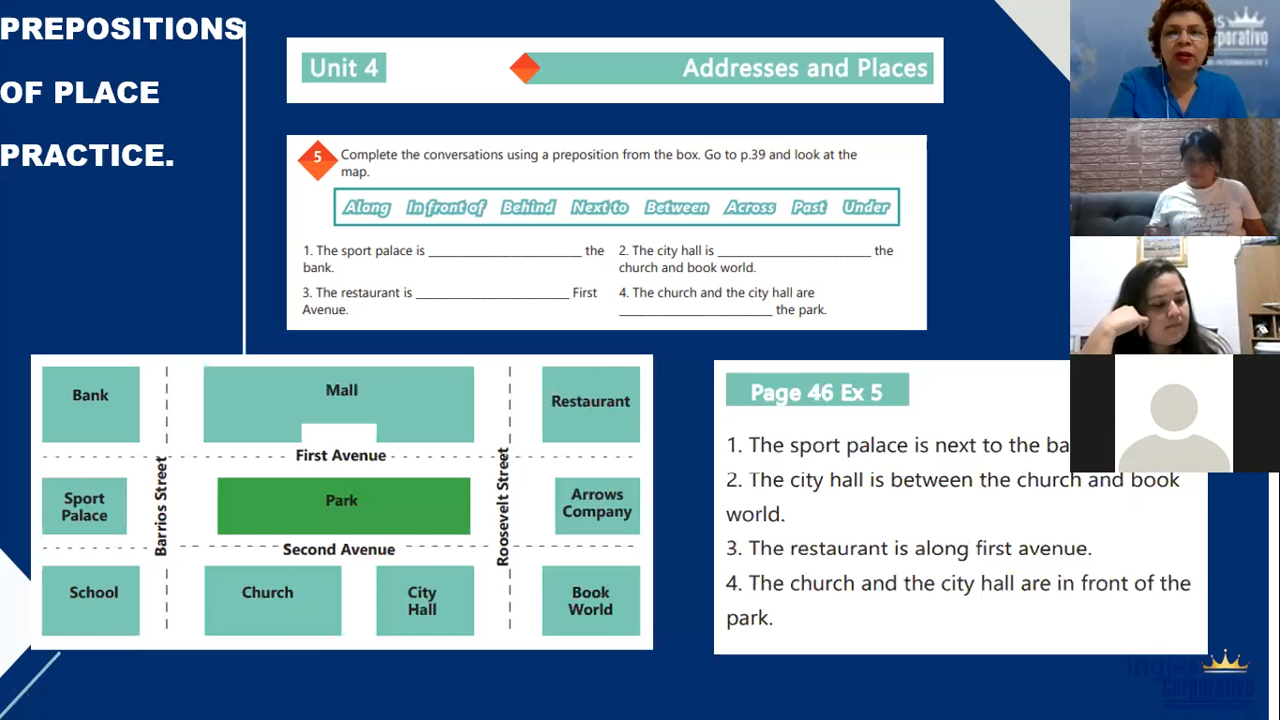 PREPOSITIONS
OF PLACE
PRACTICE.
Unit 4
Addresses and Places
5
Complete the conversations using a preposition from the box. Go to p.39 and look at the
map.
Along In front of Behind Next to Between Across Past Under
1. The sport palace is ____________________ the
bank.
2. The city hall is ____________________ the
church and book world.
3. The restaurant is ____________________ First
Avenue.
4. The church and the city hall are
____________________ the park.
Bank
Mall
Restaurant
First Avenue
Sport
Palace
Barrios Street
Park
Roosevelt Street
Arrows
Company
Second Avenue
School
Church
City
Hall
Book
World
Page 46 Ex 5
1. The sport palace is next to the
2. The city hall is between the church and book
world.
3. The restaurant is along first avenue.
4. The church and the city hall are in front of the
park.
Ingles
corporativo